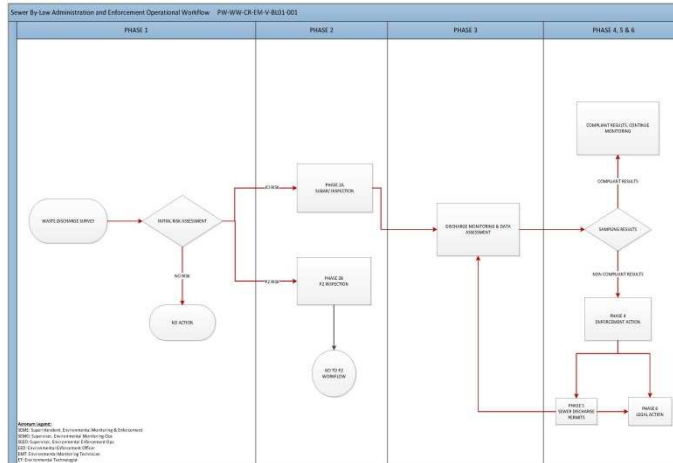 Sewer By-Law Administration and Enforcement Operational Workflow PW-WW-CR-EM-V-BL01-001
PHASE 1
PHASE 2
PHASE 3
PHASE 4, 5 & 6
COMPLIANT RESULTS, CONTINUE
MONITORING
COMPLIANT RESULTS
PHASE 2A
INSPECTION
WASTE DISCHARGE SURVEY
INITIAL RISK ASSESSMENT
DISCHARGE MONITORING & DATA
ASSESSMENT
SAMPLING RESULTS
NO RISK
P2 RISK
PHASE 2B
P2 INSPECTION
NON COMPLIANT RESULTS
NO ACTION
PHASE 4
ENFORCEMENT ACTION
GO TO P2
WORKFLOW
PHASE 5
SEWER DISCHARGE
PERMITS
PHASE 6
LEGAL ACTION
Acronym Legend:
SEME: Superintendent, Environmental Monitoring & Enforcement
SEMO: Supervisor, Environmental Monitoring Ops
SEEO: Supervisor, Environmental Enforcement Ops
EEO: Environmental Enforcement Officer
EMT: Environmental Monitoring Technician
ET: Environmental Technologist